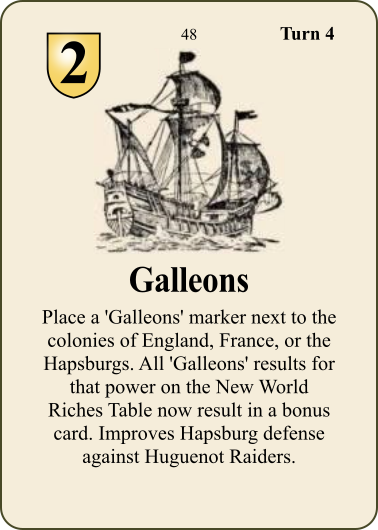 2
48
Turn 4
Galleons
Place a 'Galleons' marker next to the
colonies of England, France, or the
Hapsburgs. All 'Galleons' results for
that power on the New World
Riches Table now result in a bonus
card. Improves Hapsburg defense
against Huguenot Raiders.